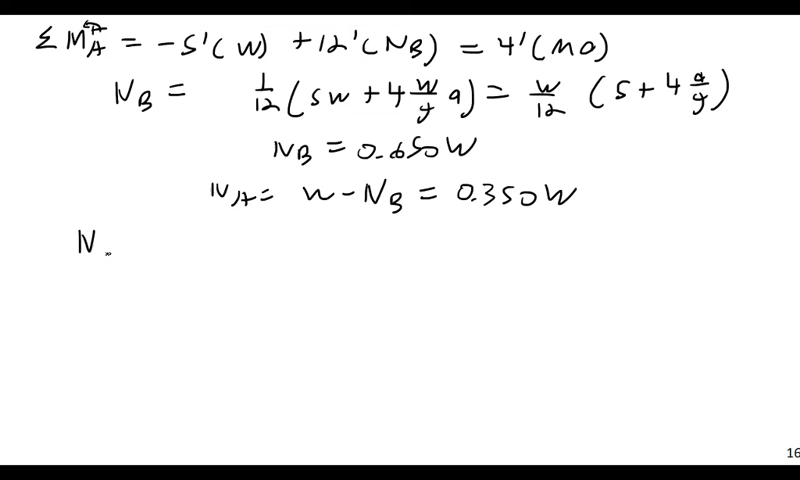 Σ M_A = -5'(W) +12'(N_B) = 4'(ma)
N_B = 1/12 (5W + 4 W/g a) = W/12 (5 + 4 a/g)
N_B = 0.650W
N_A = W - N_B = 0.350W
N
16